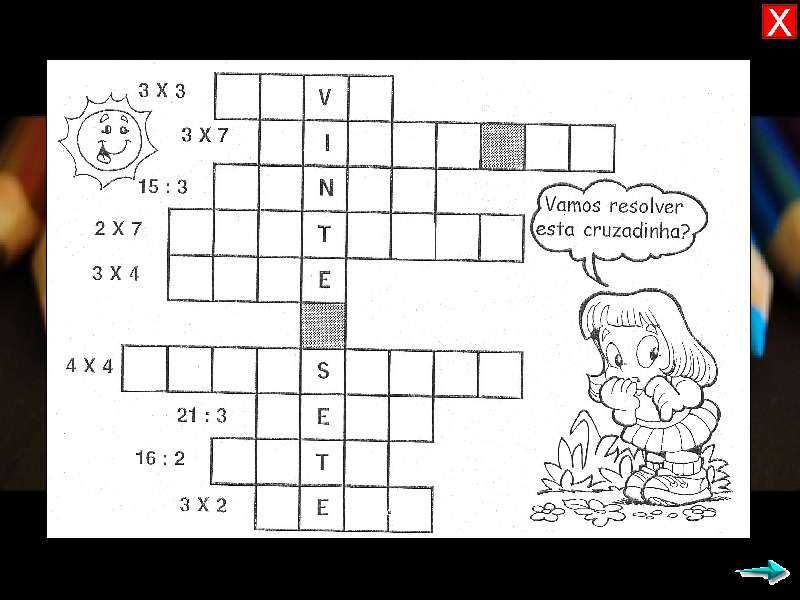 X
3 X 3
V
3 X 7
I
15 : 3
N
2 X 7
T
3 X 4
E
4 X 4
S
21 : 3
E
16 : 2
T
3 X 2
E
Vamos resolver
esta cruzadinha?